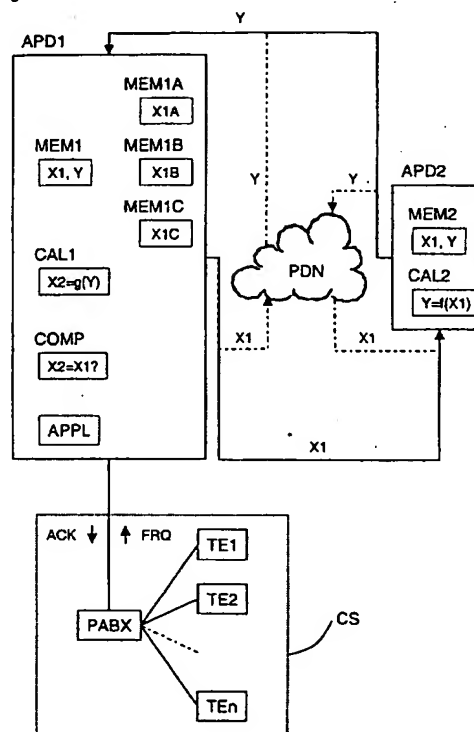 Y
APD1
MEM1A
X1A
MEM1
MEM1B
X1, Y
X1B
MEM1C
X1C
CAL1
X2=g(Y)
COMP
X2=X1?
APPL
Y
Y
PDN
X1
X1
X1
APD2
MEM2
X1, Y
CAL2
Y=f(X1)
ACK
FRQ
TE1
TE2
PABX
TEn
CS